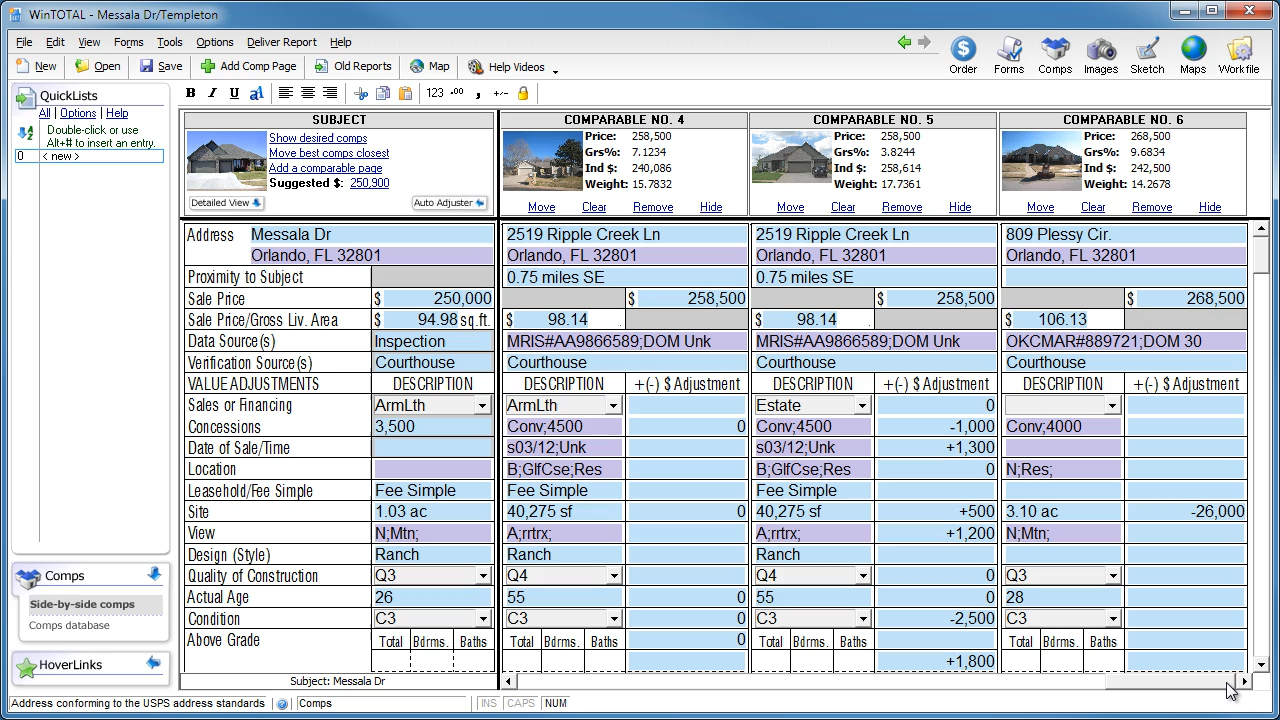 WinTOTAL - Messala Dr/Templeton
File Edit View Forms Tools Options Deliver Report Help
New Open Save Add Comp Page Old Reports Map Help Videos
Order Forms Comps Images Sketch Maps Workfile
QuickLists
All | Options | Help
Double-click or use
Alt+# to insert an entry.
0 < new >
B I U aA 123 .00 , +/-
SUBJECT COMPARABLE NO. 4 COMPARABLE NO. 5 COMPARABLE NO. 6
Show desired comps Price: 258,500 Price: 258,500 Price: 268,500
Move best comps closest Grs%: 7.1234 Grs%: 3.8244 Grs%: 9.6834
Add a comparable page Ind $: 240,086 Ind $: 258,614 Ind $: 242,500
Suggested $: 250,900 Weight: 15.7832 Weight: 17.7361 Weight: 14.2678
Detailed View Auto Adjuster Move Clear Remove Hide Move Clear Remove Hide Move Clear Remove Hide
Address Messala Dr 2519 Ripple Creek Ln 2519 Ripple Creek Ln 809 Plessy Cir.
Orlando, FL 32801 Orlando, FL 32801 Orlando, FL 32801 Orlando, FL 32801
Proximity to Subject 0.75 miles SE 0.75 miles SE
Sale Price $ 250,000 $ 258,500 $ 258,500 $ 268,500
Sale Price/Gross Liv. Area $ 94.98 sq.ft. $ 98.14 $ 98.14 $ 106.13
Data Source(s) Inspection MRIS#AA9866589;DOM Unk MRIS#AA9866589;DOM Unk OKCMAR#889721;DOM 30
Verification Source(s) Courthouse Courthouse Courthouse Courthouse
VALUE ADJUSTMENTS DESCRIPTION DESCRIPTION +(-) $ Adjustment DESCRIPTION +(-) $ Adjustment DESCRIPTION +(-) $ Adjustment
Sales or Financing ArmLth ArmLth Estate 0
Concessions 3,500 Conv;4500 0 Conv;4500 -1,000 Conv;4000
Date of Sale/Time s03/12;Unk s03/12;Unk +1,300
Location B;GlfCse;Res B;GlfCse;Res 0 N;Res;
Leasehold/Fee Simple Fee Simple Fee Simple Fee Simple
Site 1.03 ac 40,275 sf 0 40,275 sf +500 3.10 ac -26,000
View N;Mtn; A;rrtrx; A;rrtrx; +1,200 N;Mtn;
Design (Style) Ranch Ranch Ranch
Quality of Construction Q3 Q4 0 Q4 0 Q3
Actual Age 26 55 0 55 0 28
Condition C3 C3 0 C3 -2,500 C3
Above Grade Total Bdrms. Baths Total Bdrms. Baths 0 Total Bdrms. Baths Total Bdrms. Baths
+1,800
Comps
Side-by-side comps
Comps database
HoverLinks
Subject: Messala Dr
Address conforming to the USPS address standards Comps INS CAPS NUM